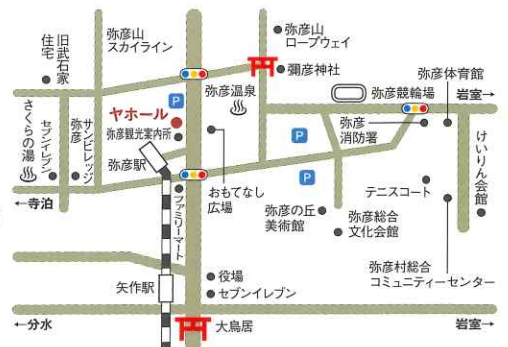 弥彦山
スカイライン
旧武石家
住宅
弥彦山
ロープウェイ
彌彦神社
弥彦体育館
弥彦競輪場
岩室→
P
ヤホール
弥彦観光案内所
弥彦温泉
弥彦
消防署
さくらの湯
セブンイレブン
サンビレッジ
弥彦
弥彦駅
P
けいりん会館
おもてなし
広場
P
テニスコート
←寺泊
ファミリーマート
弥彦の丘
美術館
弥彦総合
文化会館
弥彦村総合
コミュニティーセンター
矢作駅
役場
セブンイレブン
←分水
大鳥居
岩室→